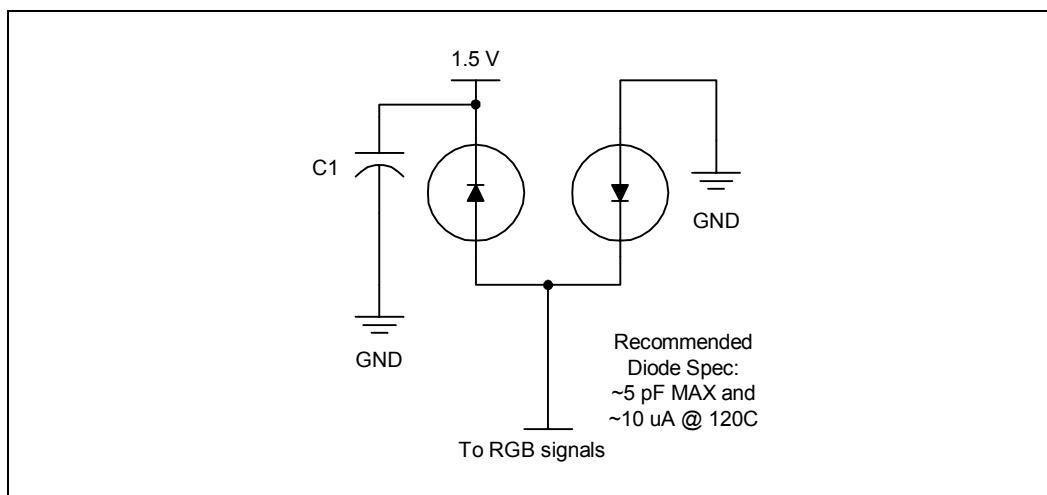 1.5 V
C1
GND
GND
Recommended
Diode Spec:
~5 pF MAX and
~10 uA @ 120C
To RGB signals